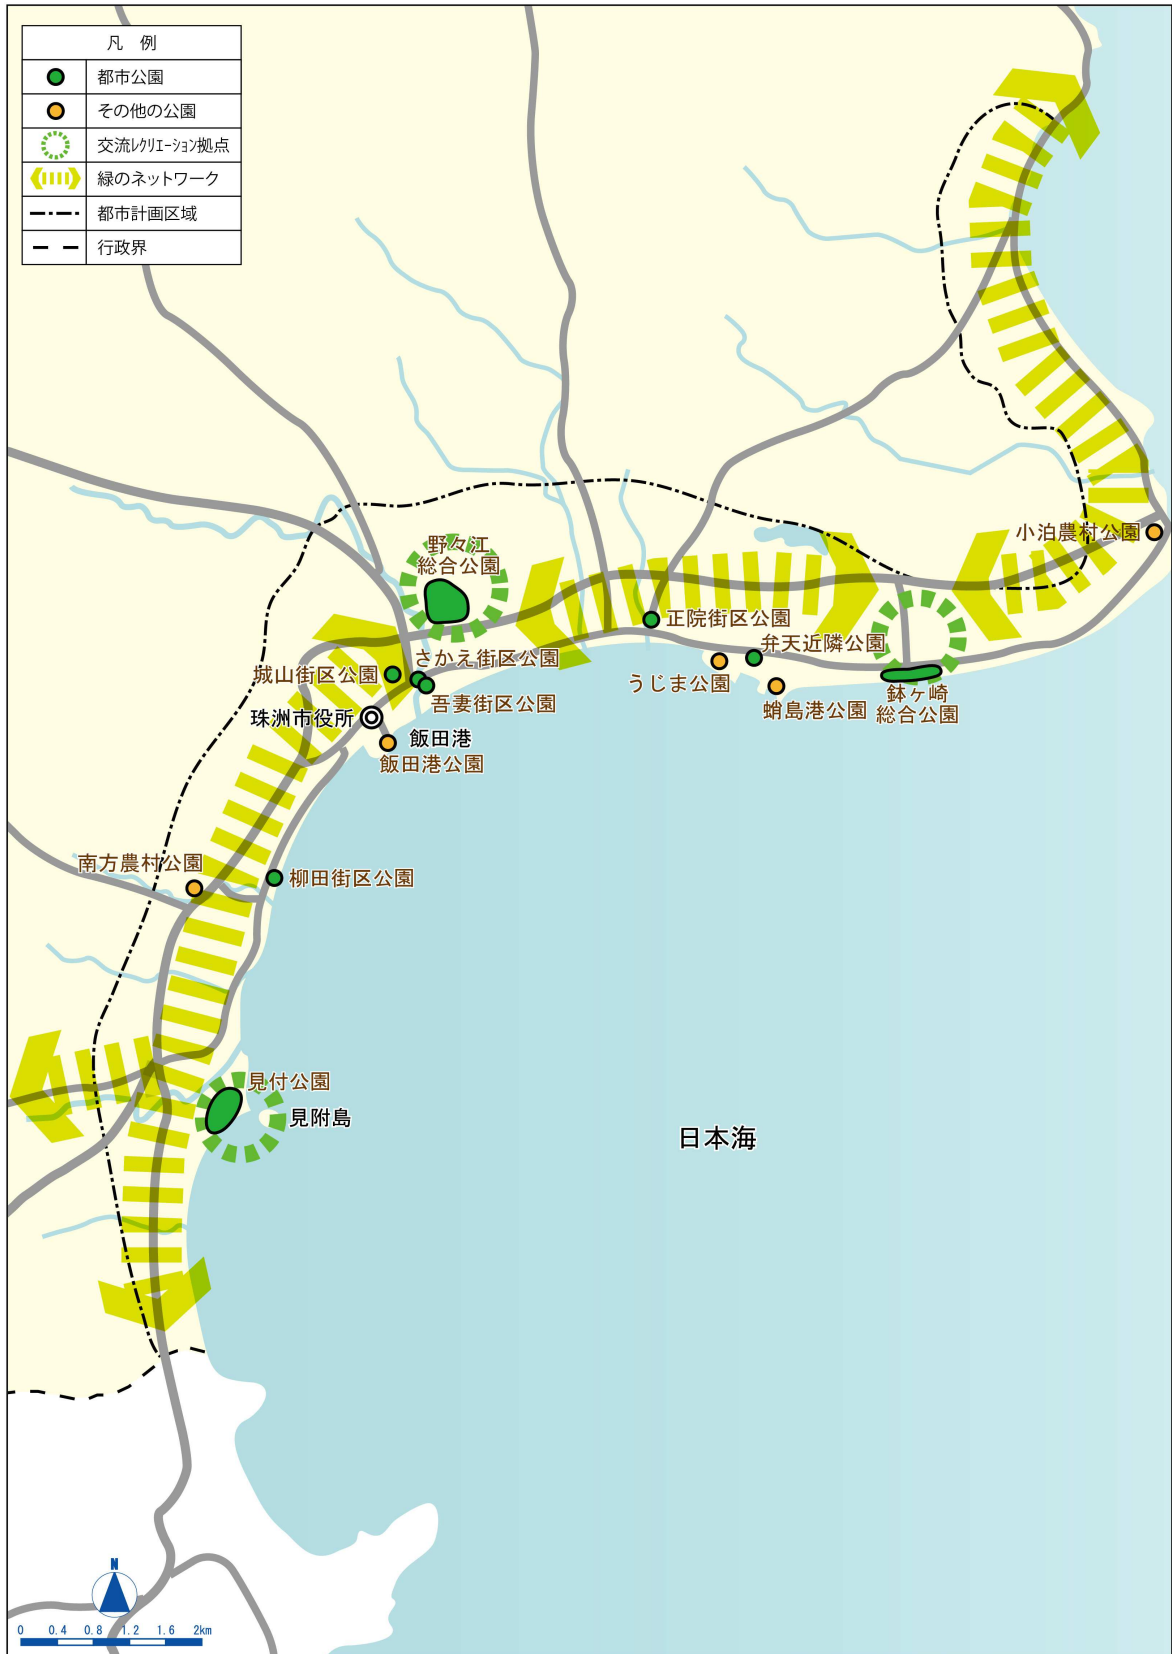 凡 例
都市公園
その他の公園
交流レクリエーション拠点
緑のネットワーク
都市計画区域
行政界
小泊農村公園
野々江
総合公園
正院街区公園
弁天近隣公園
さかえ街区公園
城山街区公園
うじま公園
吾妻街区公園
鉢ヶ崎
総合公園
蛸島港公園
珠洲市役所
飯田港
飯田港公園
南方農村公園
柳田街区公園
見付公園
見附島
日本海
N
0 0.4 0.8 1.2 1.6 2km